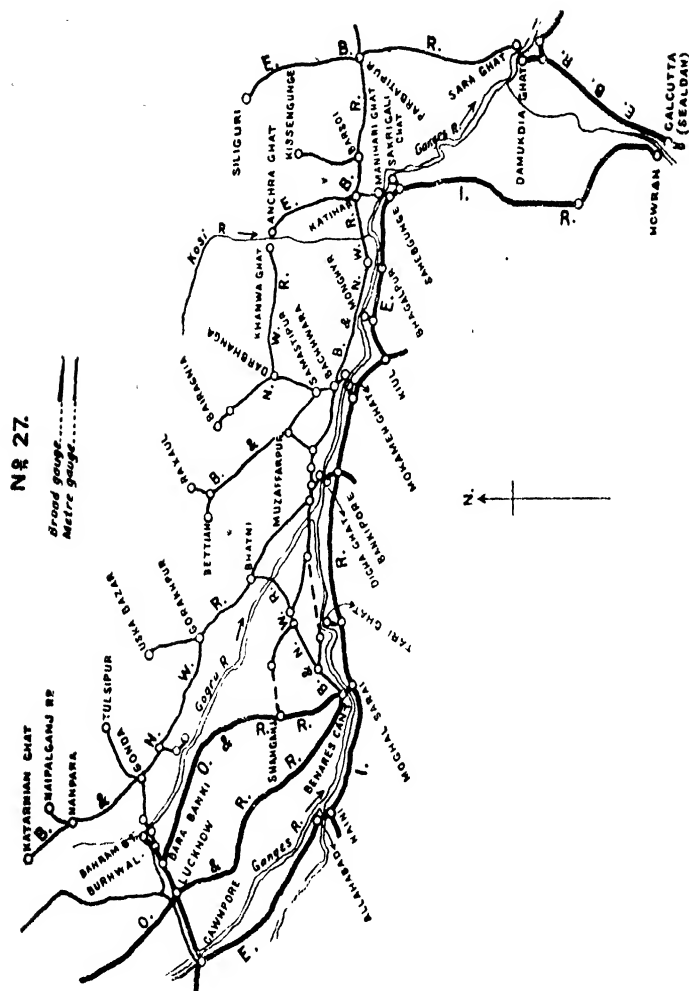 No 27.
Broad gauge
Metre gauge
KATARNIAN GHAT
NAIPALGANJ RD
NANPARA
TULSIPUR
GONDA
B. & N. W. R.
USKA BAZAR
GORAKHPUR
BHATNI
Gogra R
BAHRAM GT
BURHWAL
BARA BANKI
LUCKNOW
CAWNPORE
O. & R. R.
O. & R. R.
SHAHGANJ
BENARES CANT
Ganges R.
B. & N. W. R.
MOGHAL SARAI
NAINI
ALLAHABAD
E. I. R.
TARI GHAT
DIGHA GHAT
BANKIPORE
BETTIAH
RAXAUL
B. & N. W. R.
MUZAFFARPUR
BAIRAGNIA
DARBHANGA
SAMASTIPUR
BACHHWARA
MOKAMEH GHAT
KIUL
KHANWA GHAT
ANCHRA GHAT
Kosi R
B. & N. W. R.
MONGHYR
BHAGALPUR
SAHEBGUNGE
E. I. R.
KATIHAR
MANIHARI GHAT
SAKRIGALI GHAT
BARSOI
KISSENGUNGE
SILIGURI
PARBATIPUR
E. B. R.
E. B. R.
Ganges R.
SARA GHAT
DAMUKDIA GHAT
E. B. R.
HOWRAH
CALCUTTA
(SEALDAH)
N.